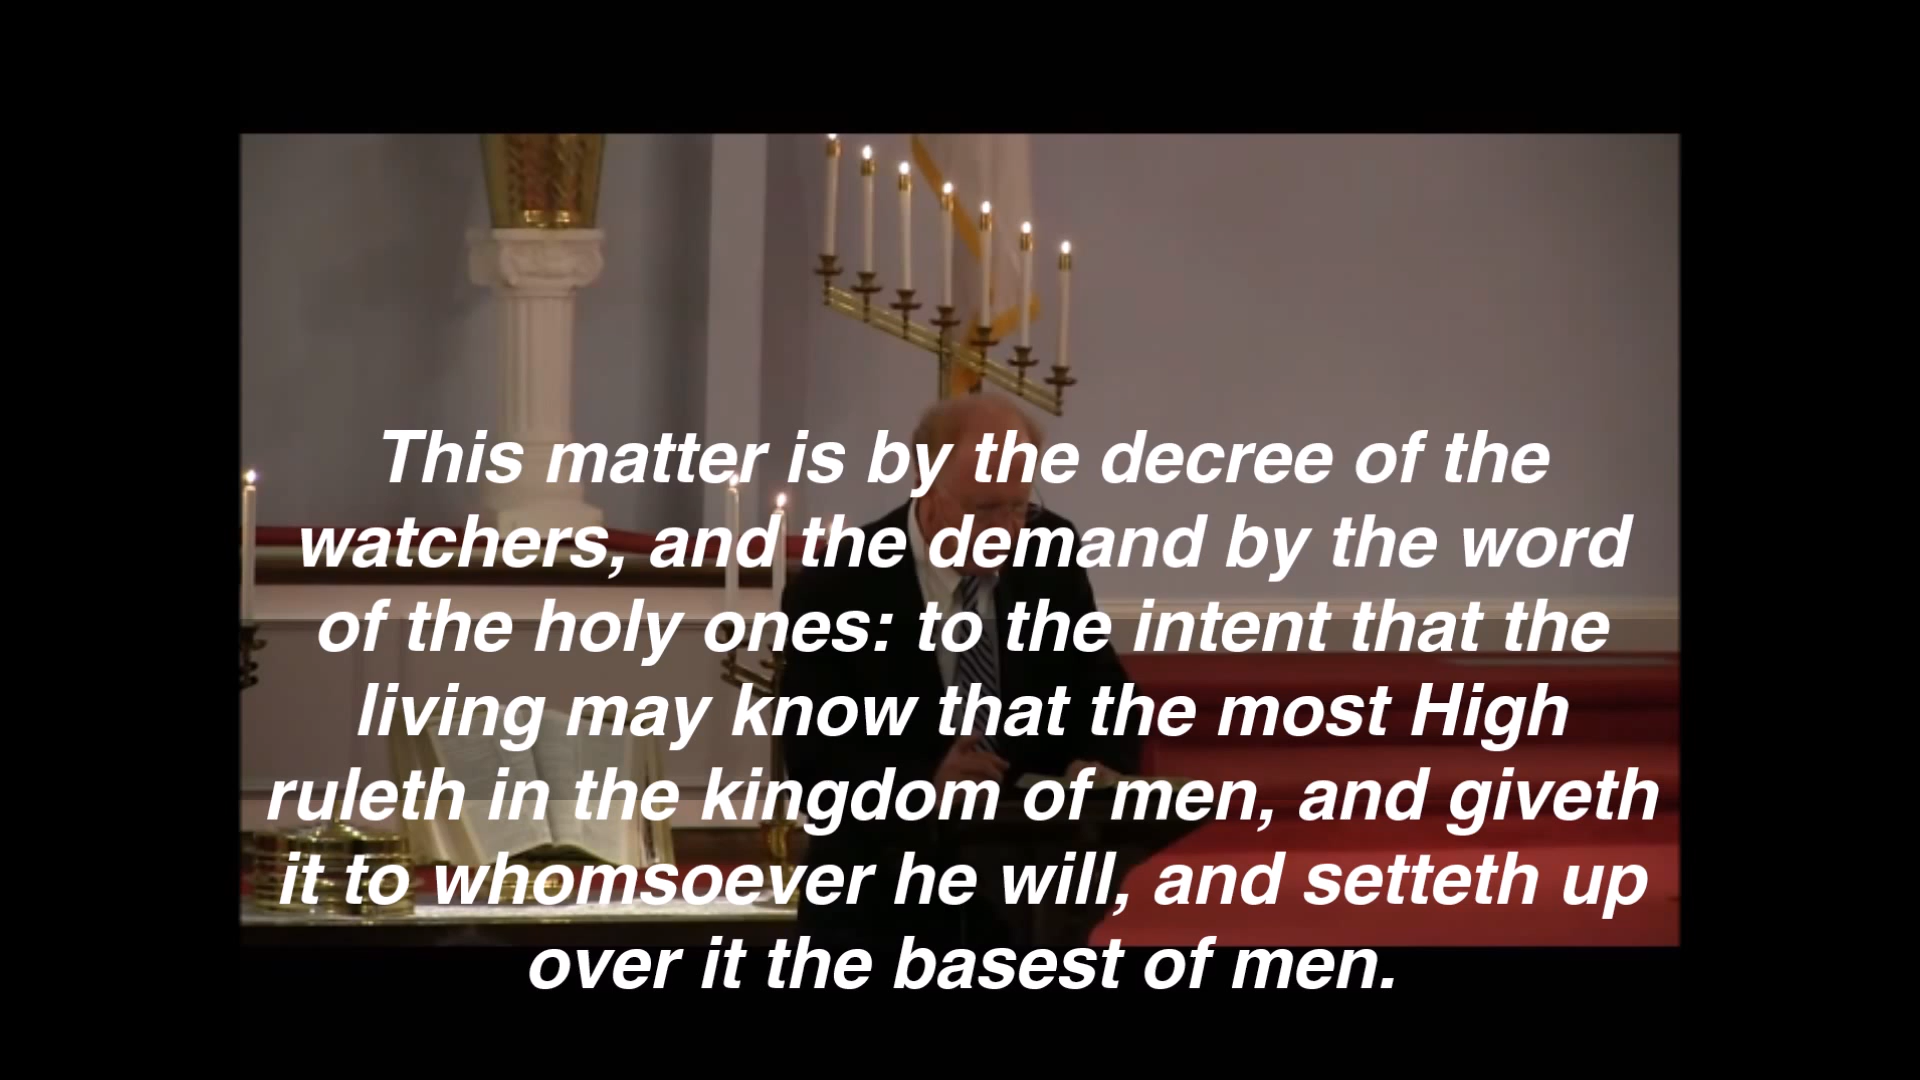 This matter is by the decree of the
watchers, and the demand by the word
of the holy ones: to the intent that the
living may know that the most High
ruleth in the kingdom of men, and giveth
it to whomsoever he will, and setteth up
over it the basest of men.